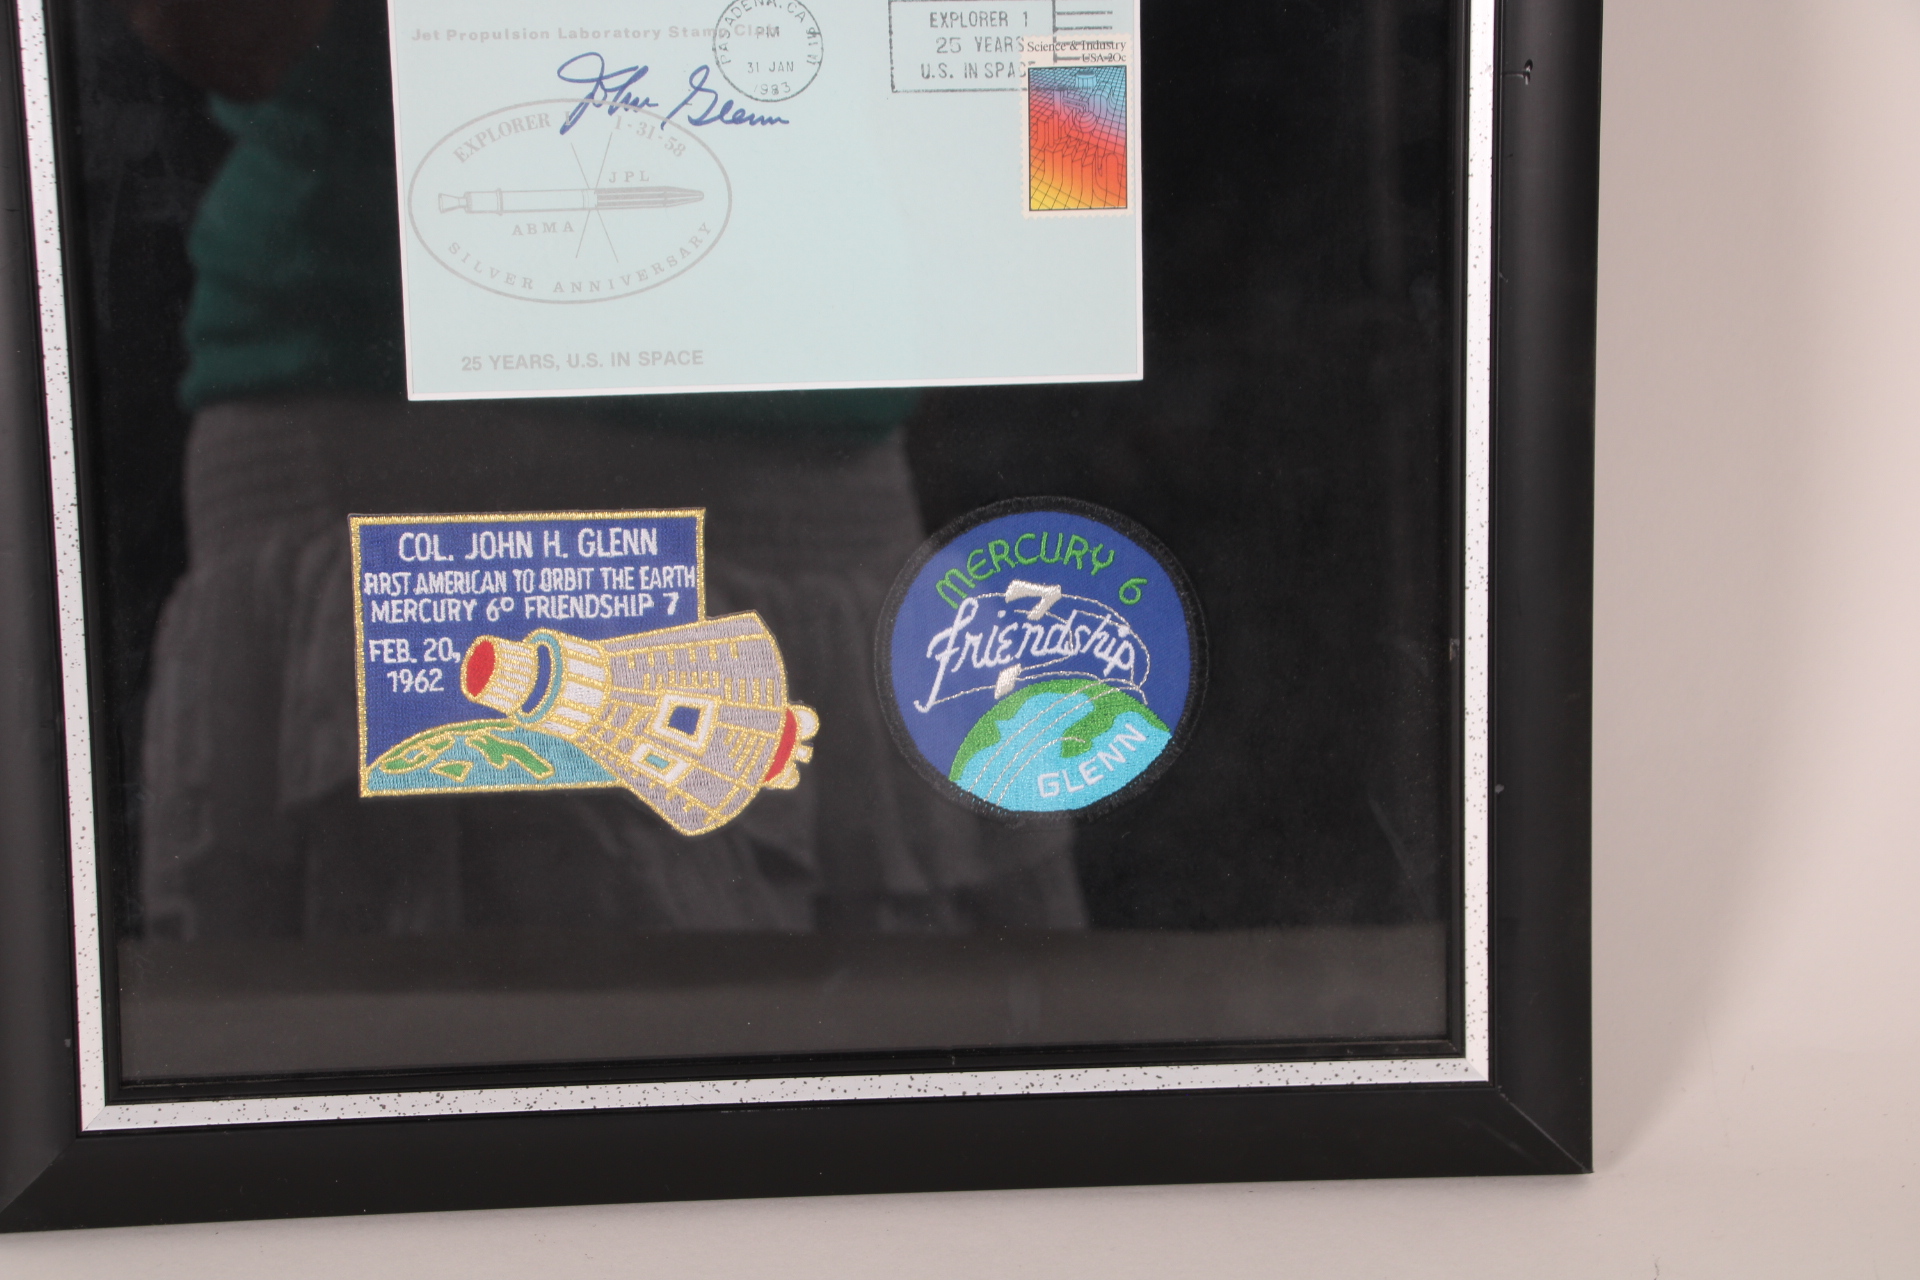 Jet Propulsion Laboratory Stamp Club
PASADENA, CA
PM
31 JAN
1983
EXPLORER 1
25 YEARS
U.S. IN SPACE
Science & Industry
USA 20c
John Glenn
EXPLORER I 1-31-58
JPL
ABMA
SILVER ANNIVERSARY
25 YEARS, U.S. IN SPACE
COL. JOHN H. GLENN
FIRST AMERICAN TO ORBIT THE EARTH
MERCURY 6º FRIENDSHIP 7
FEB. 20,
1962
MERCURY 6
7
friendship
GLENN